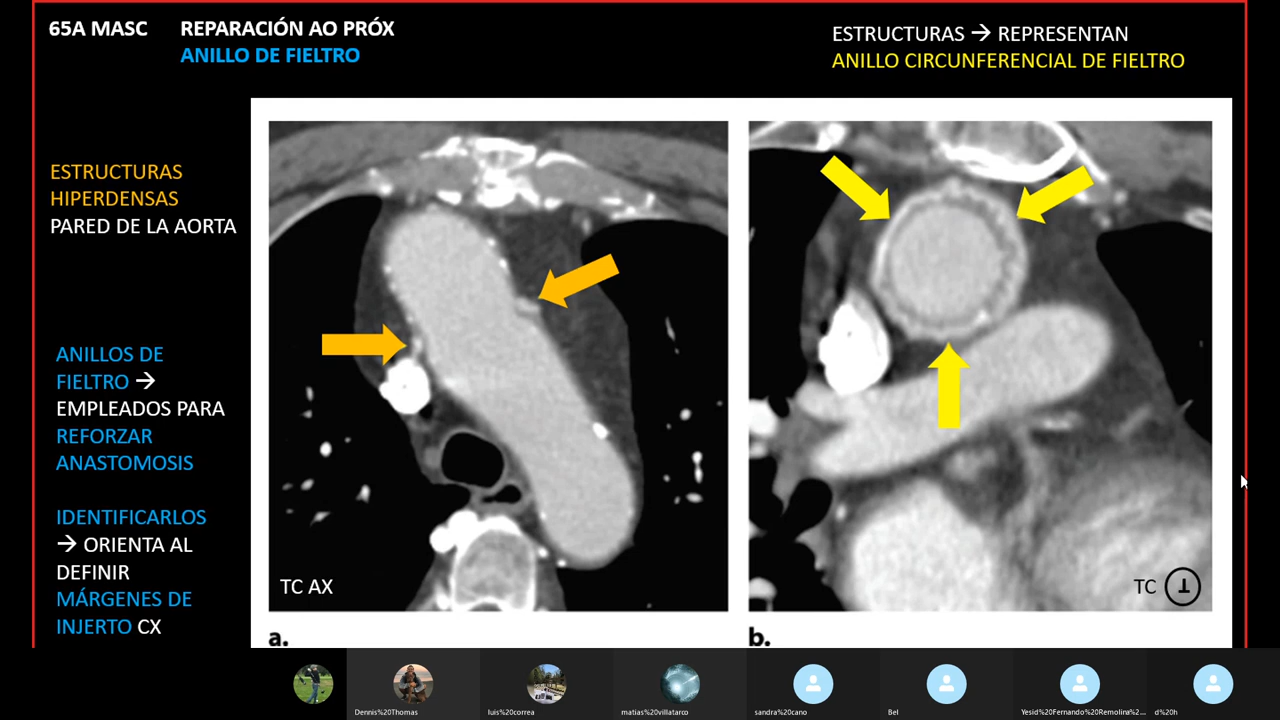 65A MASC
REPARACIÓN AO PRÓX
ANILLO DE FIELTRO
ESTRUCTURAS → REPRESENTAN
ANILLO CIRCUNFERENCIAL DE FIELTRO
ESTRUCTURAS
HIPERDENSAS
PARED DE LA AORTA
ANILLOS DE
FIELTRO →
EMPLEADOS PARA
REFORZAR
ANASTOMOSIS
IDENTIFICARLOS
→ ORIENTA AL
DEFINIR
MÁRGENES DE
INJERTO CX
TC AX
TC
a.
b.
Dennis%20Thomas
luis%20correa
matias%20villatarco
sandra%20cano
Bel
Yesid%20Fernando%20Remolina%2...
d%20h